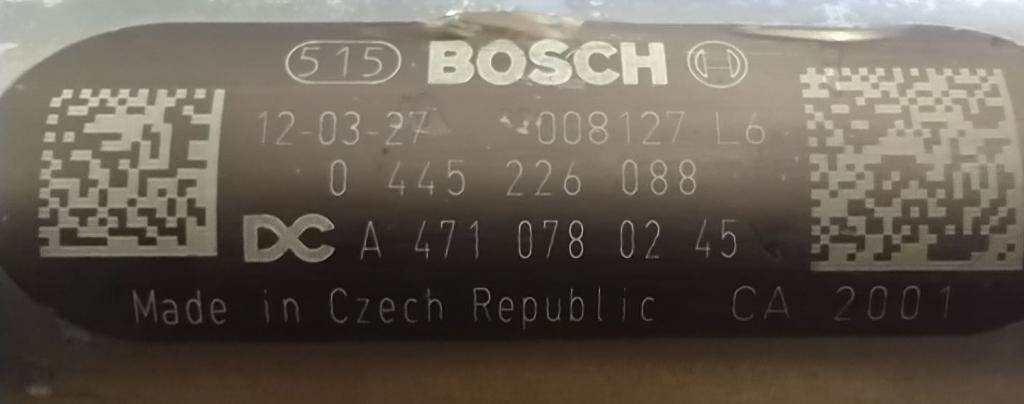 515 BOSCH
12-03-27 008127 L6
0 445 226 088
DC A 471 078 02 45
Made in Czech Republic CA 2001